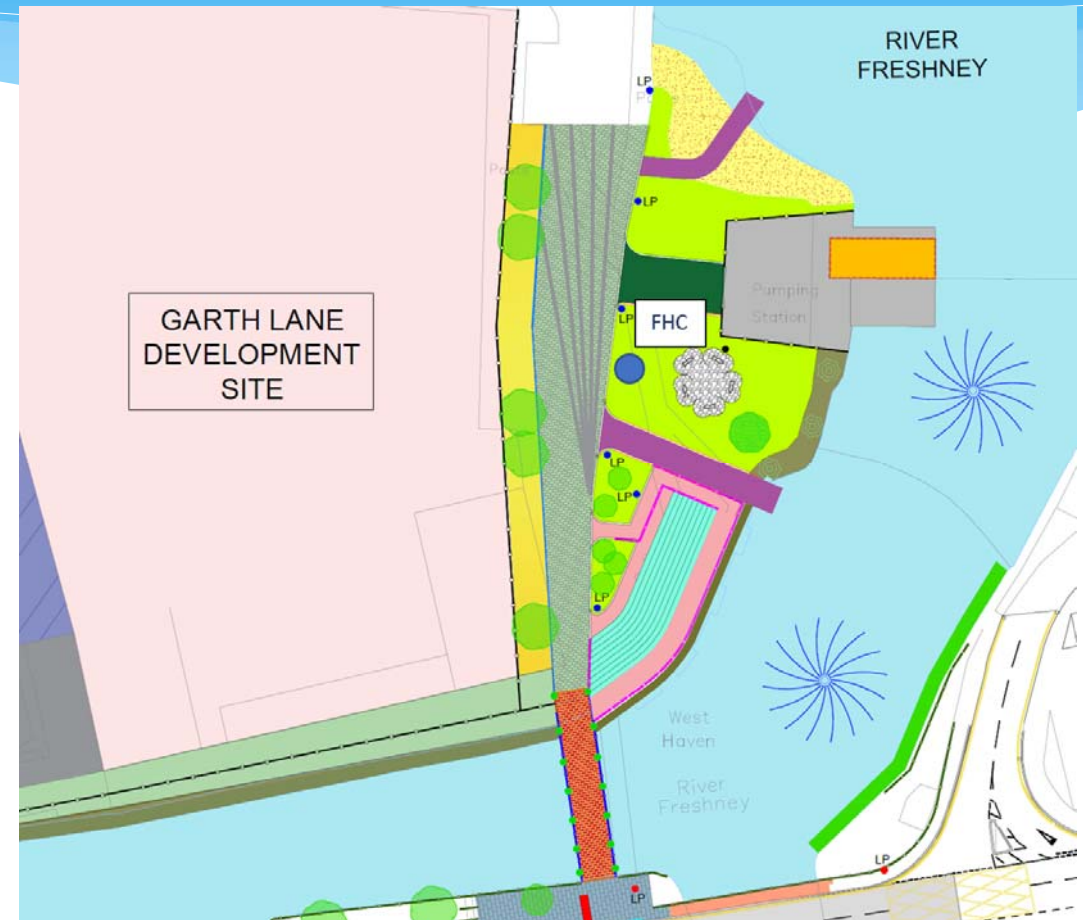 RIVER
FRESHNEY
LP
LP
GARTH LANE
DEVELOPMENT
SITE
Pumping
Station
LP
FHC
LP
LP
LP
West
Haven
River
Freshney
LP
LP